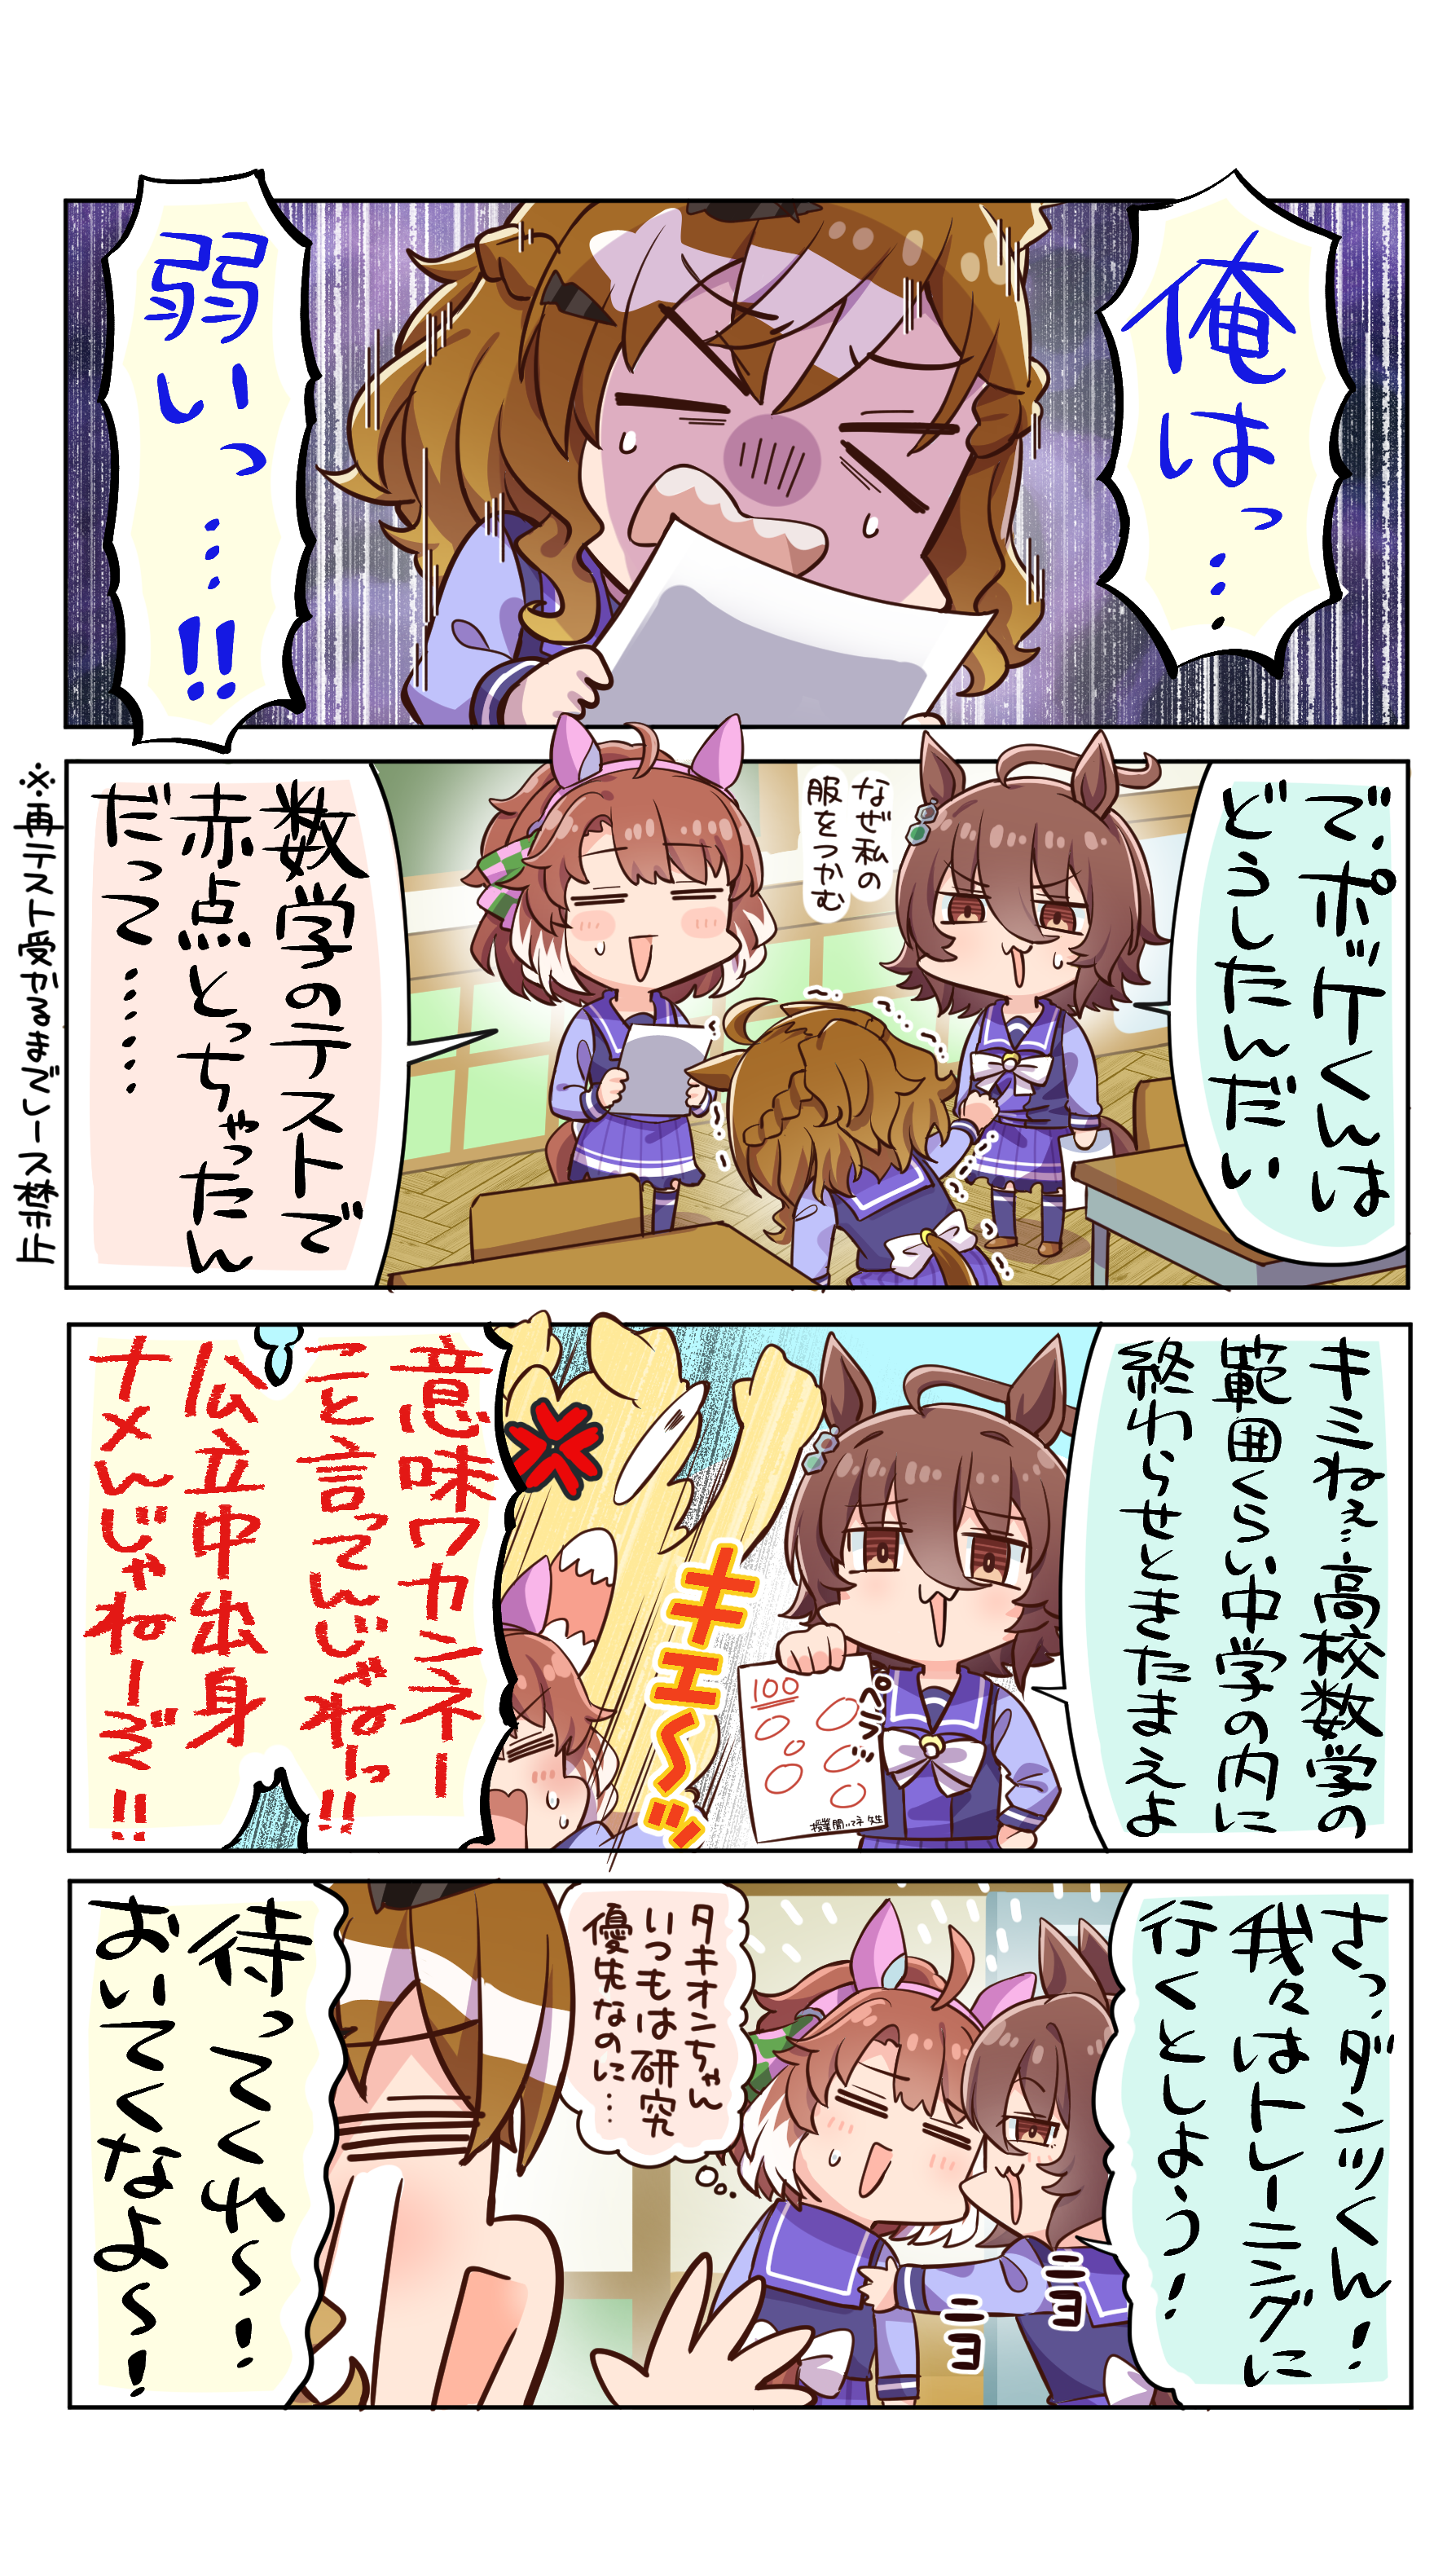 俺はっ…
弱いっ…!!
で、ポッケくんは
どうしたんだい
なぜ私の
服をつかむ
数学のテストで
赤点とっちゃったん
だって………
※再テスト受かるまでレース禁止
キミねぇ…高校数学の
範囲くらい中学の内に
終わらせときたまえよ
100
ペラッ
キエ〜ッ
意味ワカンネー
こと言ってんじゃねーっ!!
公立中出身
ナメんじゃねーぞ!!
さっ、ダンツくん!
我々はトレーニングに
行くとしよう!
ニヨ
ニヨ
タキオンちゃん
いつもは研究
優先なのに…
待ってくれ〜!
おいてくなよ〜!